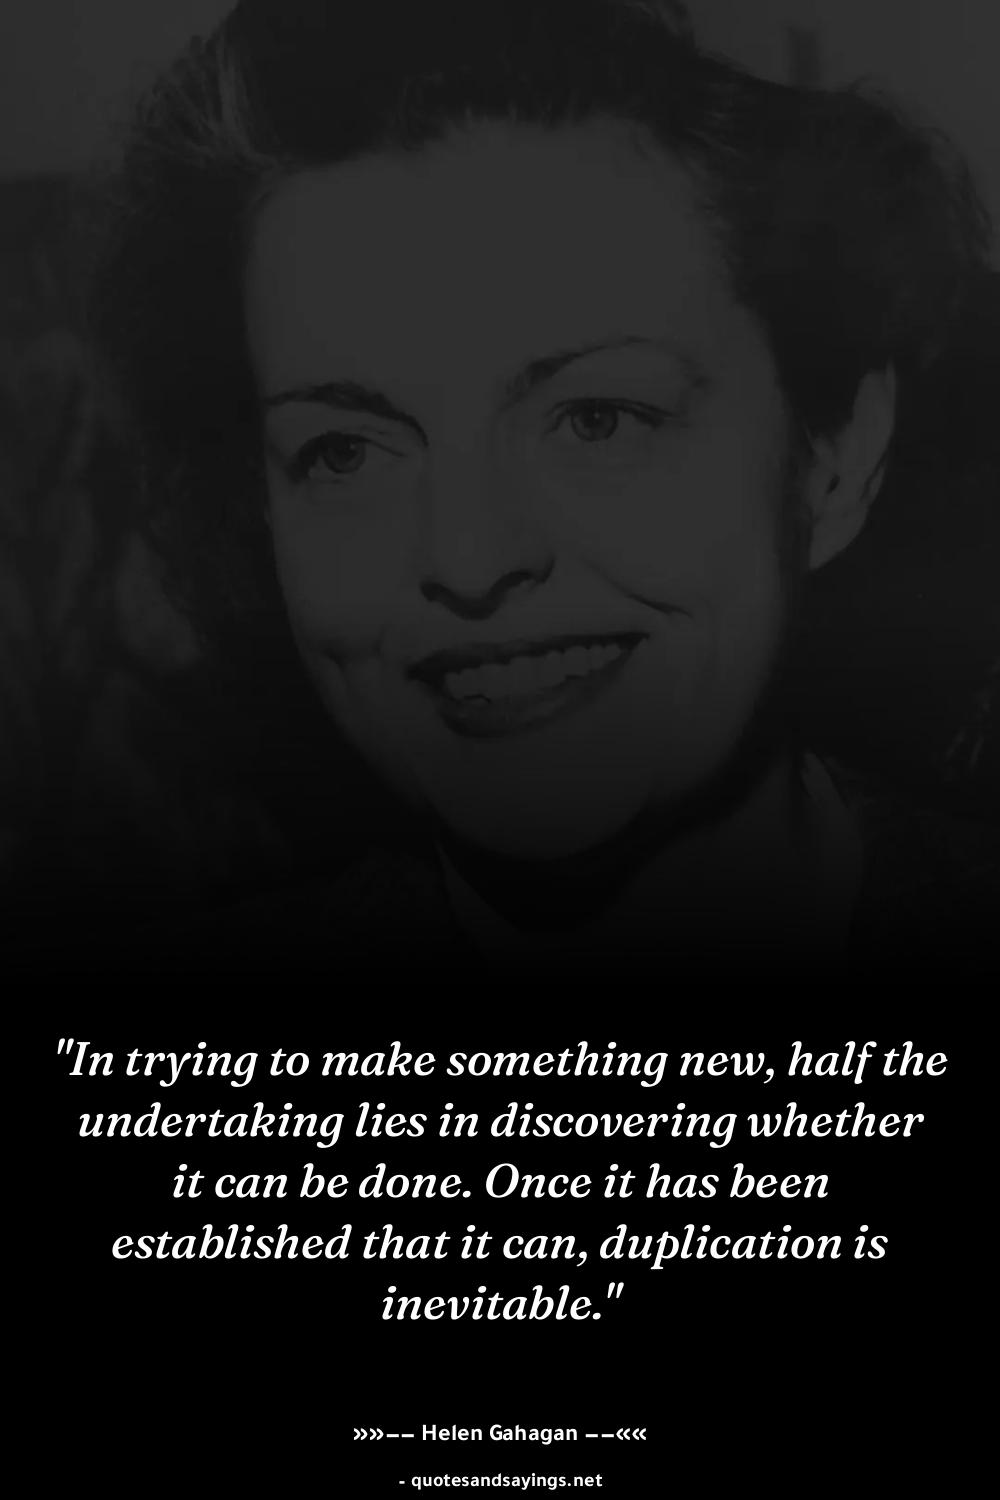 "In trying to make something new, half the
undertaking lies in discovering whether
it can be done. Once it has been
established that it can, duplication is
inevitable."
»»–– Helen Gahagan ––««
- quotesandsayings.net